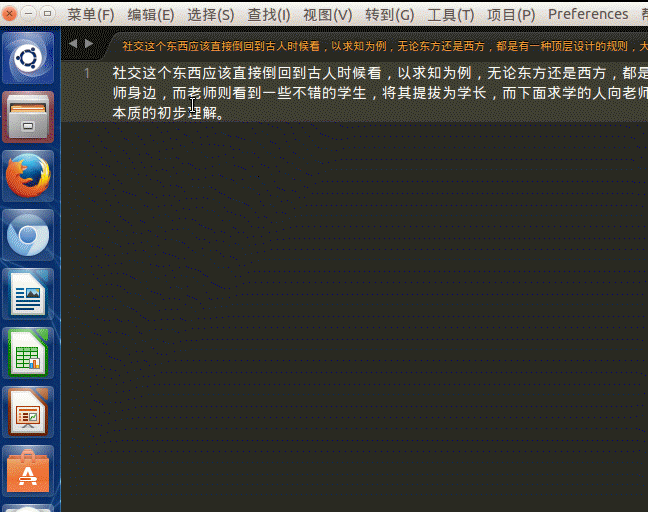 菜单(F) 编辑(E) 选择(S) 查找(I) 视图(V) 转到(G) 工具(T) 项目(P) Preferences 帮
社交这个东西应该直接倒回到古人时候看，以求知为例，无论东方还是西方，都是有一种顶层设计的规则，大
1 社交这个东西应该直接倒回到古人时候看，以求知为例，无论东方还是西方，都是
师身边，而老师则看到一些不错的学生，将其提拔为学长，而下面求学的人向老师
本质的初步理解。